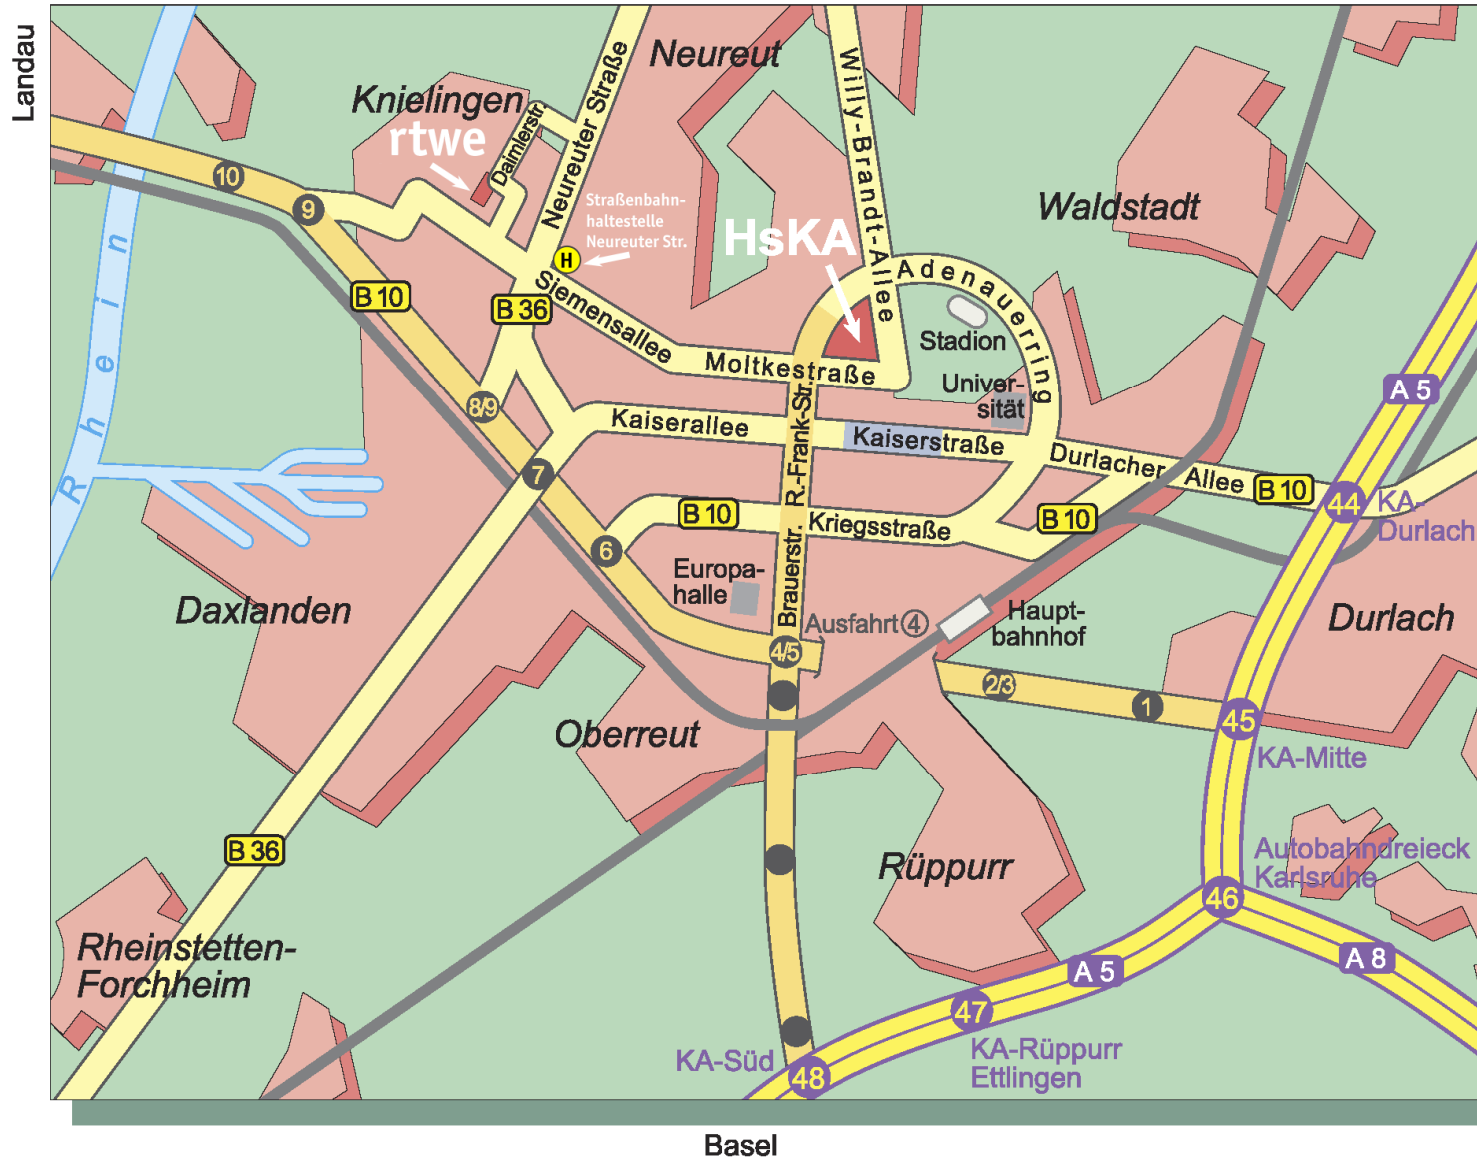 Landau
Neureut
Knielingen
rtwe
Daimlerstr.
Neureuter Straße
Willy-Brandt-Allee
10
9
Straßenbahn-
haltestelle
Neureuter Str.
H
HsKA
Waldstadt
Adenauerring
B 10
B 36
Siemensallee
Stadion
Rhein
Moltkestraße
Univer-
sität
A 5
8/9
Kaiserallee
Kaiserstraße
R.-Frank-Str.
Durlacher Allee
B 10
44
KA-
Durlach
7
B 10
Kriegsstraße
B 10
6
Europa-
halle
Brauerstr.
Daxlanden
Ausfahrt 4
Haupt-
bahnhof
Durlach
4/5
2/3
1
45
KA-Mitte
Oberreut
B 36
Rüppurr
Autobahndreieck
Karlsruhe
46
Rheinstetten-
Forchheim
A 5
A 8
47
KA-Süd
48
KA-Rüppurr
Ettlingen
Basel